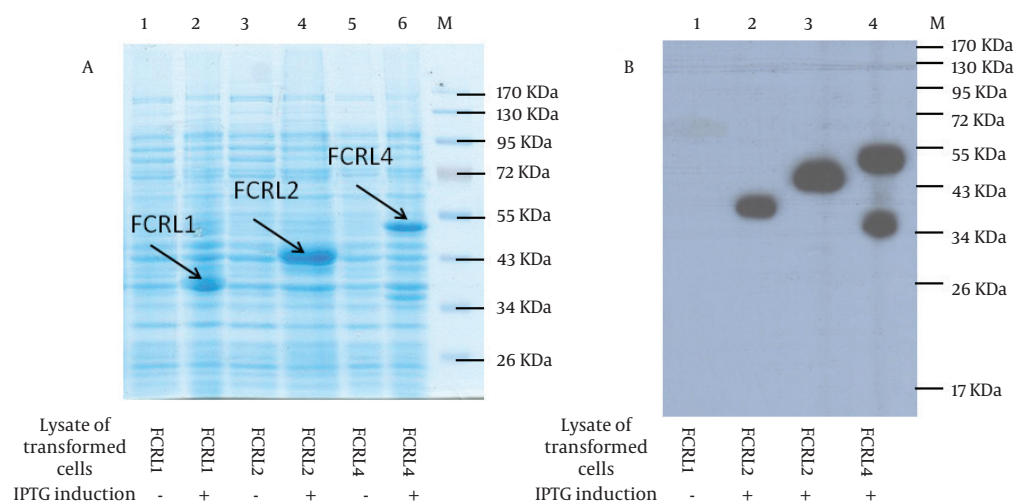 1 2 3 4 5 6 M
A
170 KDa
130 KDa
95 KDa
72 KDa
55 KDa
43 KDa
34 KDa
26 KDa
FCRL1
FCRL2
FCRL4
Lysate of
transformed
cells
FCRL1 FCRL1 FCRL2 FCRL2 FCRL4 FCRL4
IPTG induction - + - + - +
1 2 3 4 M
B
170 KDa
130 KDa
95 KDa
72 KDa
55 KDa
43 KDa
34 KDa
26 KDa
17 KDa
Lysate of
transformed
cells
FCRL1 FCRL2 FCRL2 FCRL4
IPTG induction - + + +